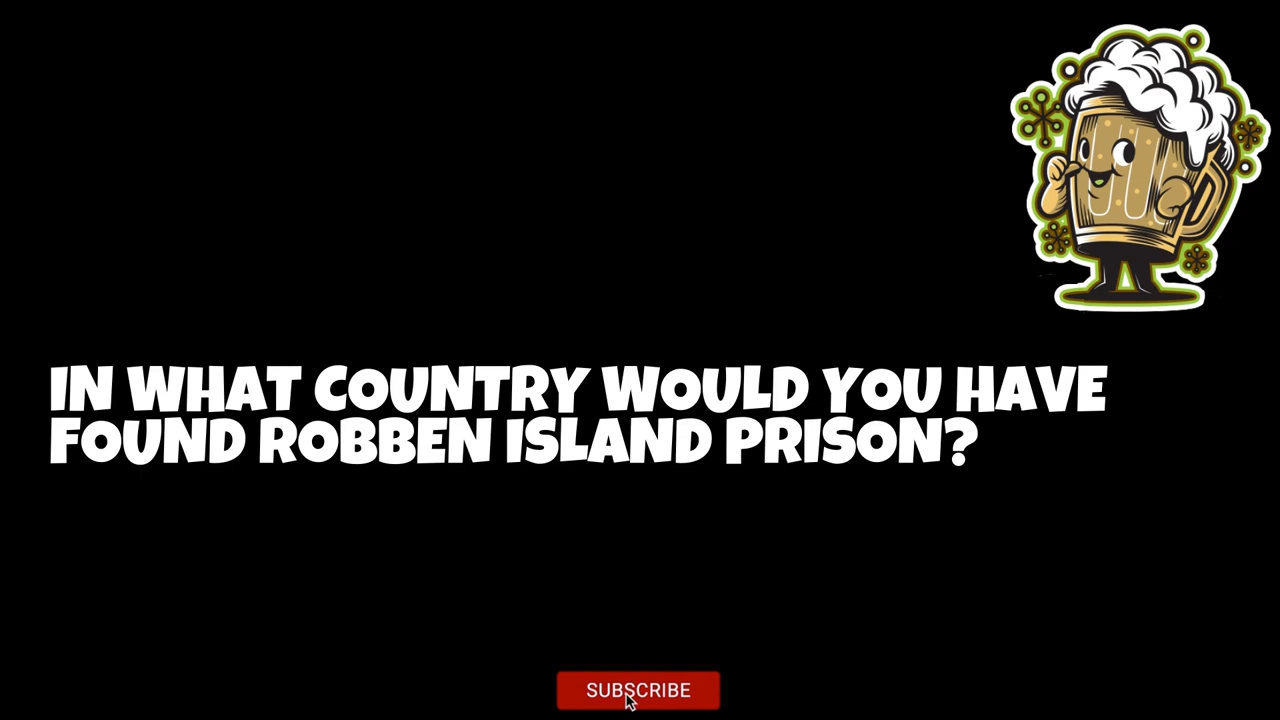 IN WHAT COUNTRY WOULD YOU HAVE
FOUND ROBBEN ISLAND PRISON?
SUBSCRIBE